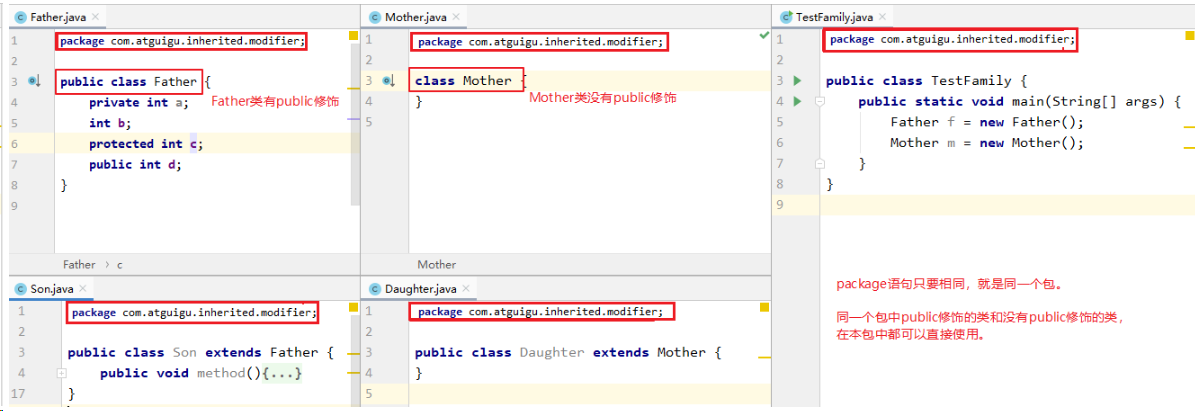 Father.java
1 package com.atguigu.inherited.modifier;
2
3 public class Father {
4 private int a;
Father类有public修饰
5 int b;
6 protected int c;
7 public int d;
8 }
9
Father > c
Mother.java
1 package com.atguigu.inherited.modifier;
2
3 class Mother {
Mother类没有public修饰
4 }
5
Mother
TestFamily.java
1 package com.atguigu.inherited.modifier;
2
3 public class TestFamily {
4 public static void main(String[] args) {
5 Father f = new Father();
6 Mother m = new Mother();
7 }
8 }
9
package语句只要相同，就是同一个包。
同一个包中public修饰的类和没有public修饰的类，
在本包中都可以直接使用。
Son.java
1 package com.atguigu.inherited.modifier;
2
3 public class Son extends Father {
4 public void method(){...}
17 }
Daughter.java
1 package com.atguigu.inherited.modifier;
2
3 public class Daughter extends Mother {
4 }
5